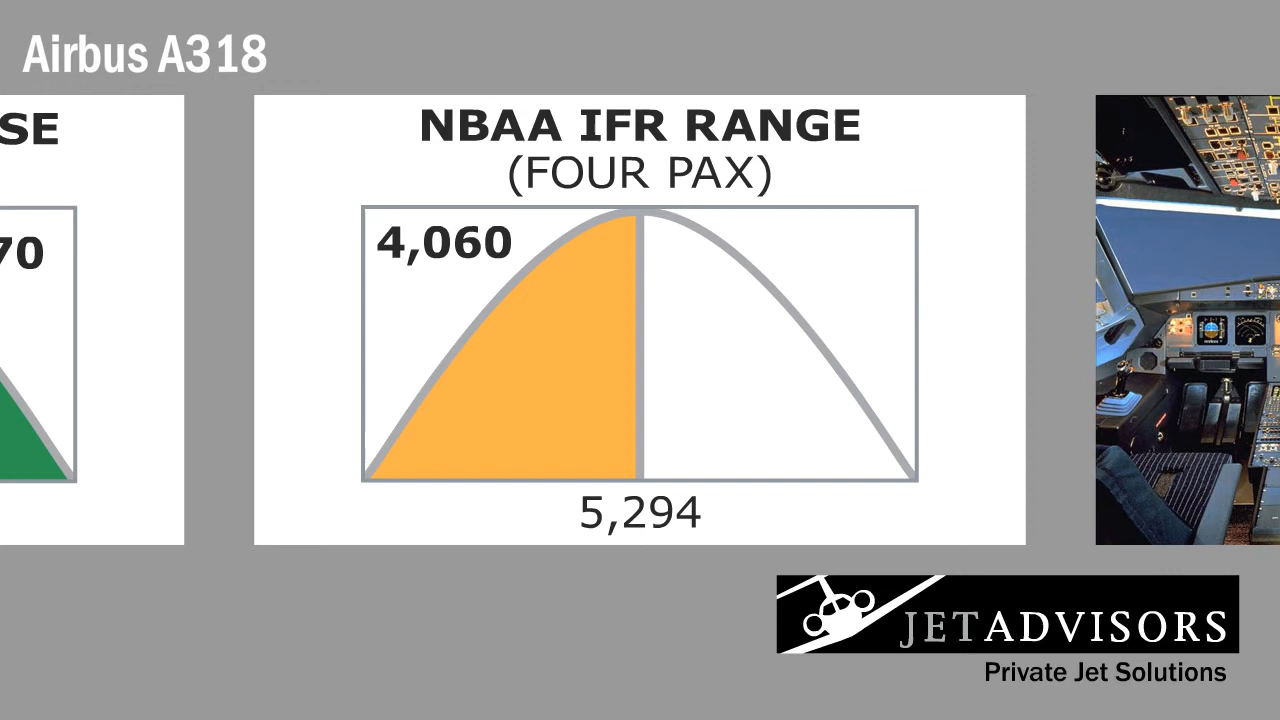 Airbus A318
SE
70
NBAA IFR RANGE
(FOUR PAX)
4,060
5,294
JETADVISORS
Private Jet Solutions